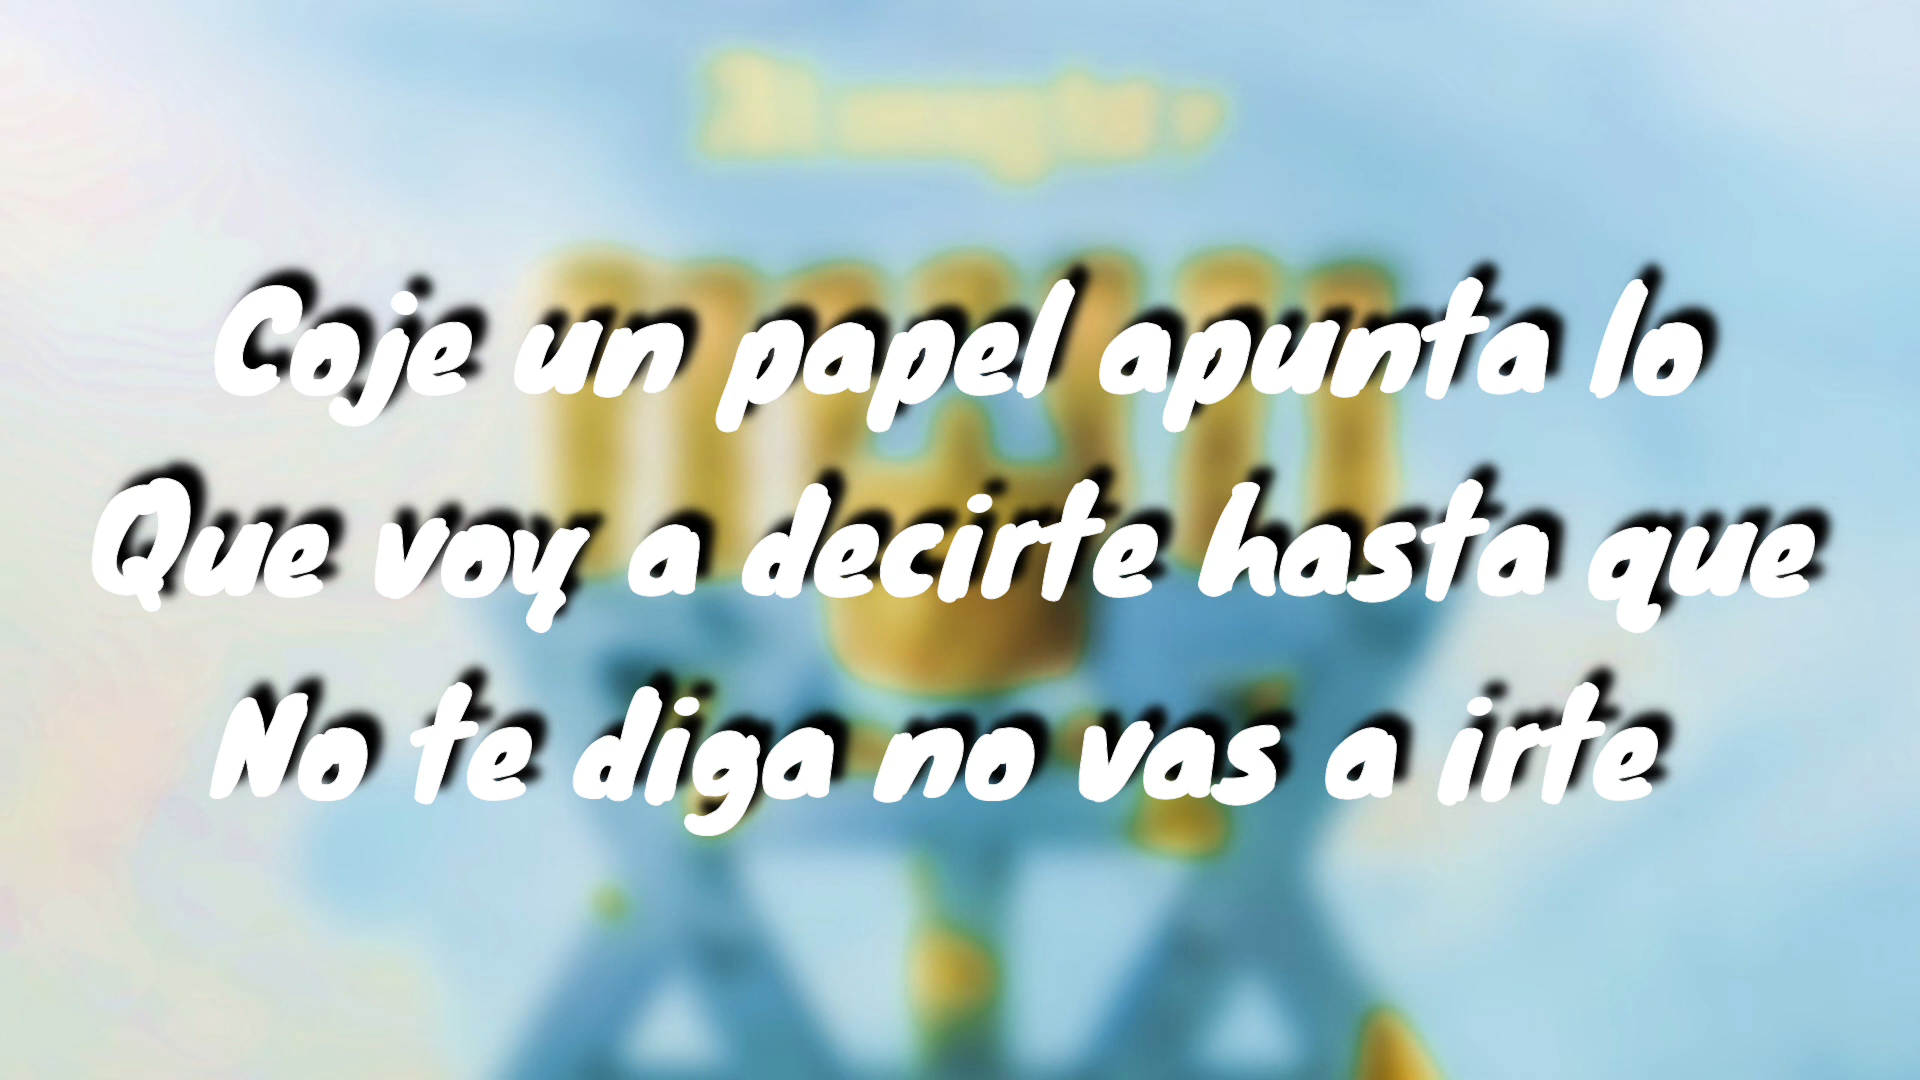 Coje un papel apunta lo
Que voy a decirte hasta que
No te diga no vas a irte